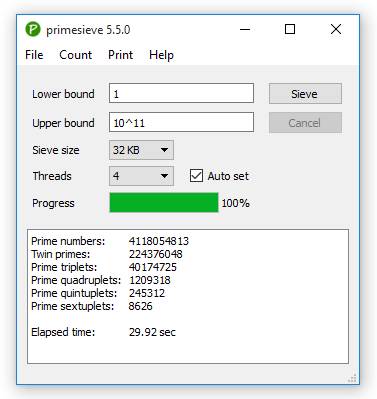 primesieve 5.5.0
File Count Print Help
Lower bound 1 Sieve
Upper bound 10^11 Cancel
Sieve size 32 KB
Threads 4 Auto set
Progress 100%
Prime numbers: 4118054813
Twin primes: 224376048
Prime triplets: 40174725
Prime quadruplets: 1209318
Prime quintuplets: 245312
Prime sextuplets: 8626
Elapsed time: 29.92 sec